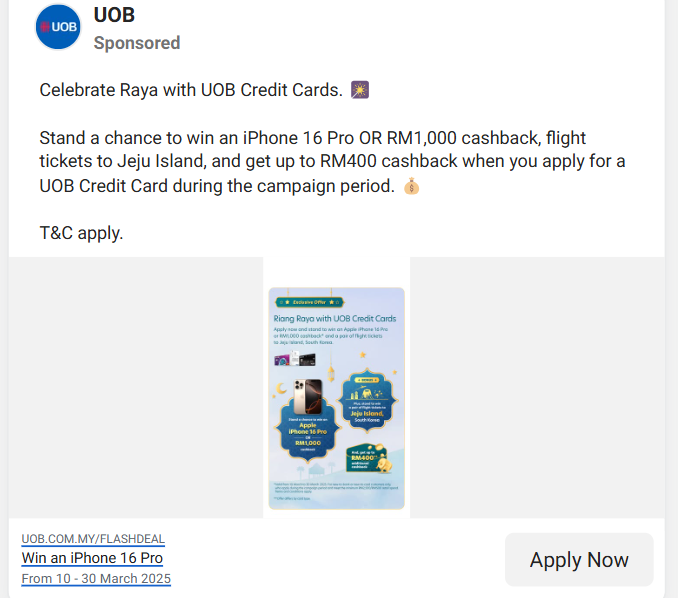 UOB
UOB
Sponsored
Celebrate Raya with UOB Credit Cards.
Stand a chance to win an iPhone 16 Pro OR RM1,000 cashback, flight
tickets to Jeju Island, and get up to RM400 cashback when you apply for a
UOB Credit Card during the campaign period.
T&C apply.
Exclusive Offer
Riang Raya with UOB Credit Cards
Apply now and stand to win an Apple iPhone 16 Pro
or RM1,000 cashback* and a pair of flight tickets
to Jeju Island, South Korea.
Plus, stand to win
a pair of flight tickets to
Jeju Island,
South Korea
Stand a chance to win an
Apple
iPhone 16 Pro
OR
RM1,000
cashback
And, get up to
RM400
additional
cashback
UOB.COM.MY/FLASHDEAL
Win an iPhone 16 Pro
From 10 - 30 March 2025
Apply Now